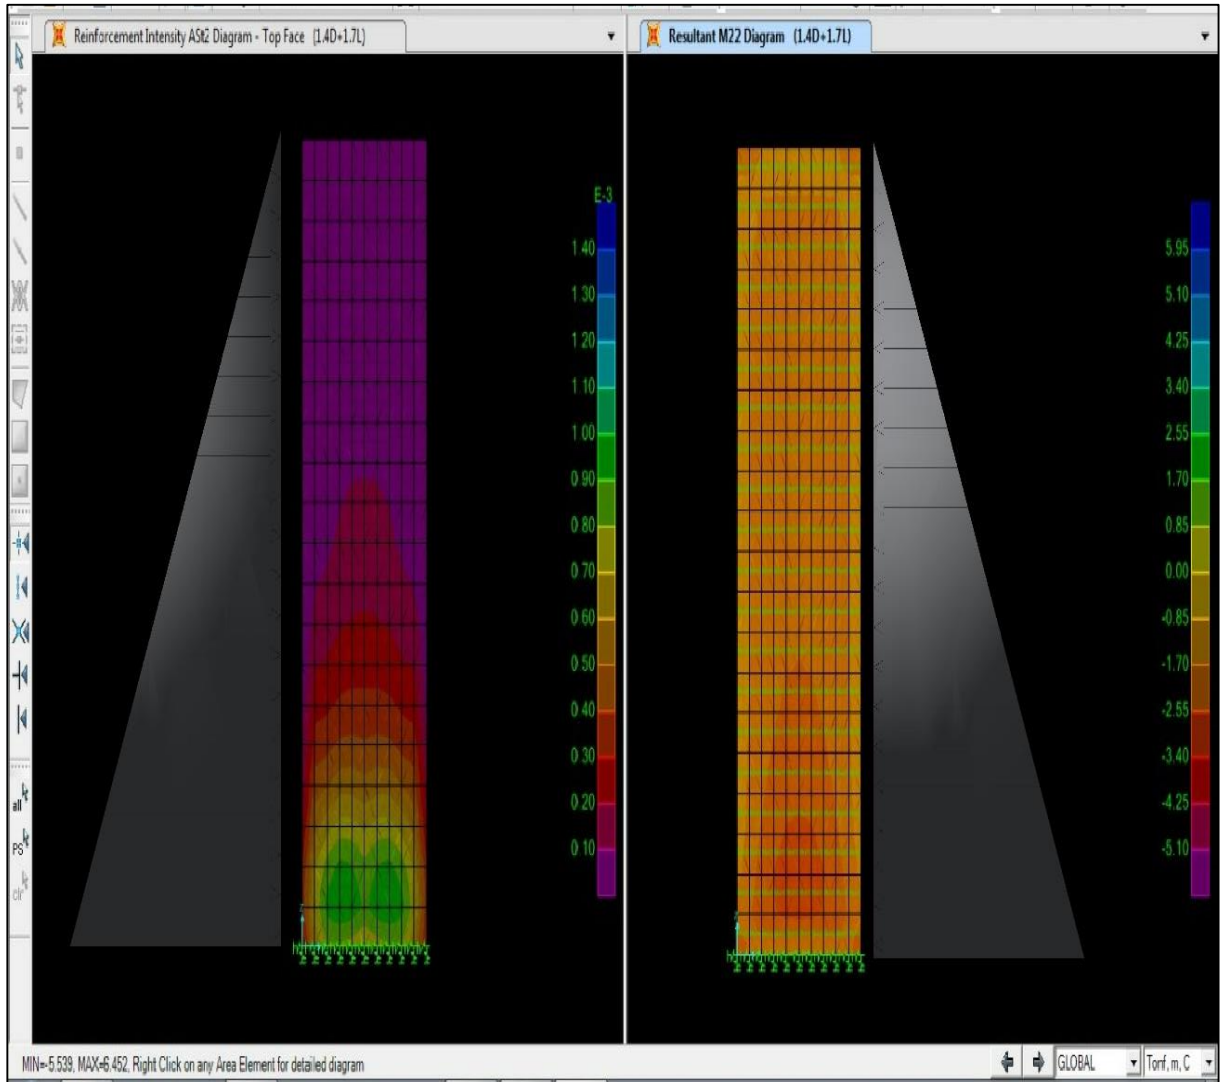 Reinforcement Intensity ASt2 Diagram - Top Face (1.4D+1.7L)
Resultant M22 Diagram (1.4D+1.7L)
E-3
1.40
1.30
1.20
1.10
1.00
0.90
0.80
0.70
0.60
0.50
0.40
0.30
0.20
0.10
5.95
5.10
4.25
3.40
2.55
1.70
0.85
0.00
-0.85
-1.70
-2.55
-3.40
-4.25
-5.10
all
PS
clr
Z
Z
MIN=-5.539, MAX=6.452, Right Click on any Area Element for detailed diagram
GLOBAL
Tonf, m, C